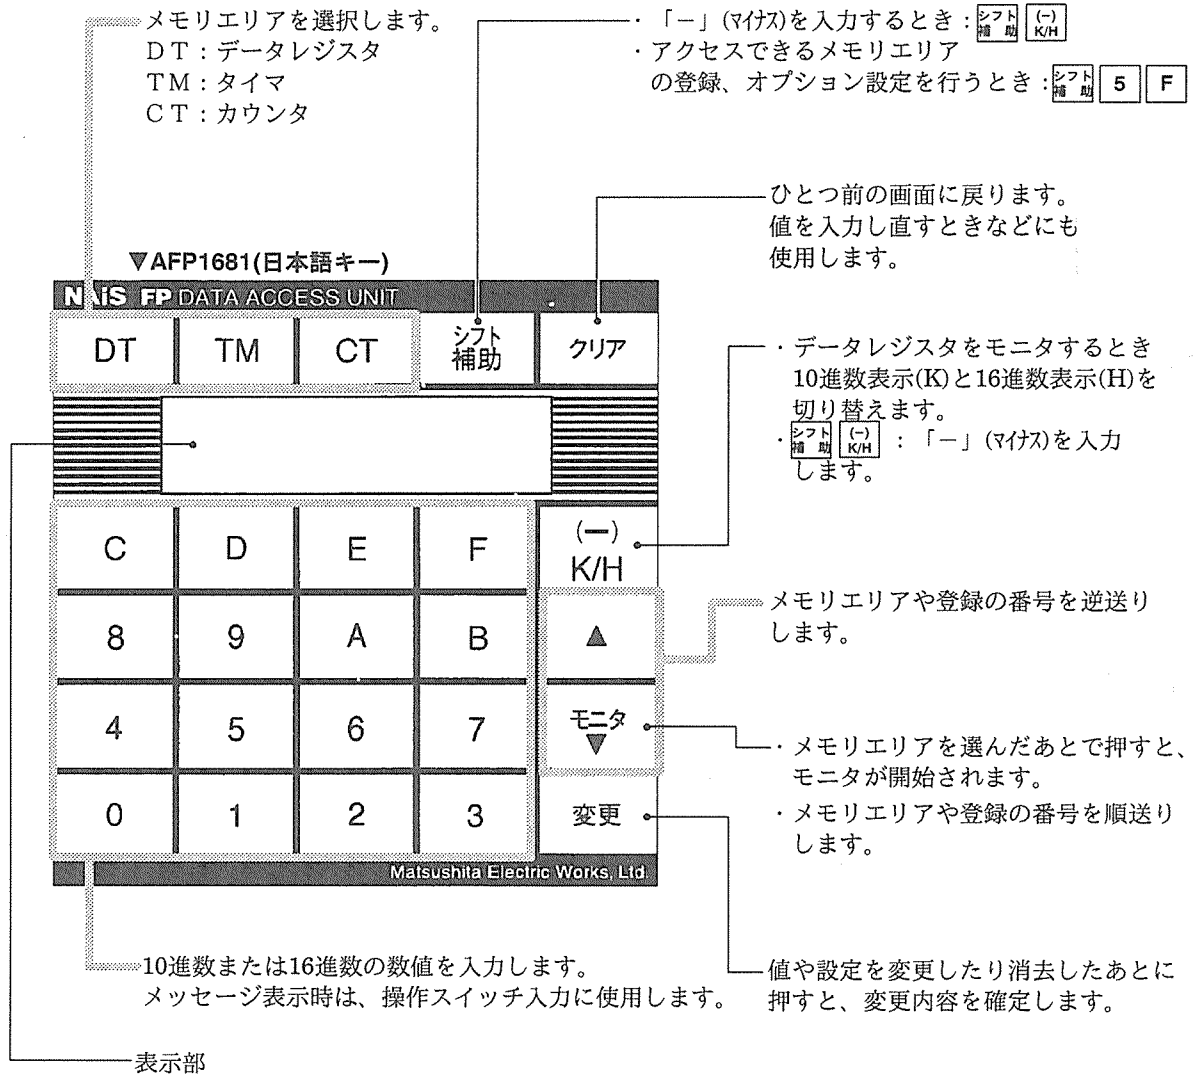 メモリエリアを選択します。
DT：データレジスタ
TM：タイマ
CT：カウンタ
・「－」(マイナス)を入力するとき：シフト補助 (−) K/H
・アクセスできるメモリエリア
の登録、オプション設定を行うとき：シフト補助 5 F
ひとつ前の画面に戻ります。
値を入力し直すときなどにも
使用します。
▼AFP1681(日本語キー)
NAiS FP DATA ACCESS UNIT
DT TM CT シフト補助 クリア
・データレジスタをモニタするとき
10進数表示(K)と16進数表示(H)を
切り替えます。
・シフト補助 (−) K/H ：「－」(マイナス)を入力
します。
C D E F (—) K/H
メモリエリアや登録の番号を逆送り
します。
8 9 A B ▲
4 5 6 7 モニタ ▼
・メモリエリアを選んだあとで押すと、
モニタが開始されます。
・メモリエリアや登録の番号を順送り
します。
0 1 2 3 変更
Matsushita Electric Works, Ltd.
10進数または16進数の数値を入力します。
メッセージ表示時は、操作スイッチ入力に使用します。
値や設定を変更したり消去したあとに
押すと、変更内容を確定します。
表示部